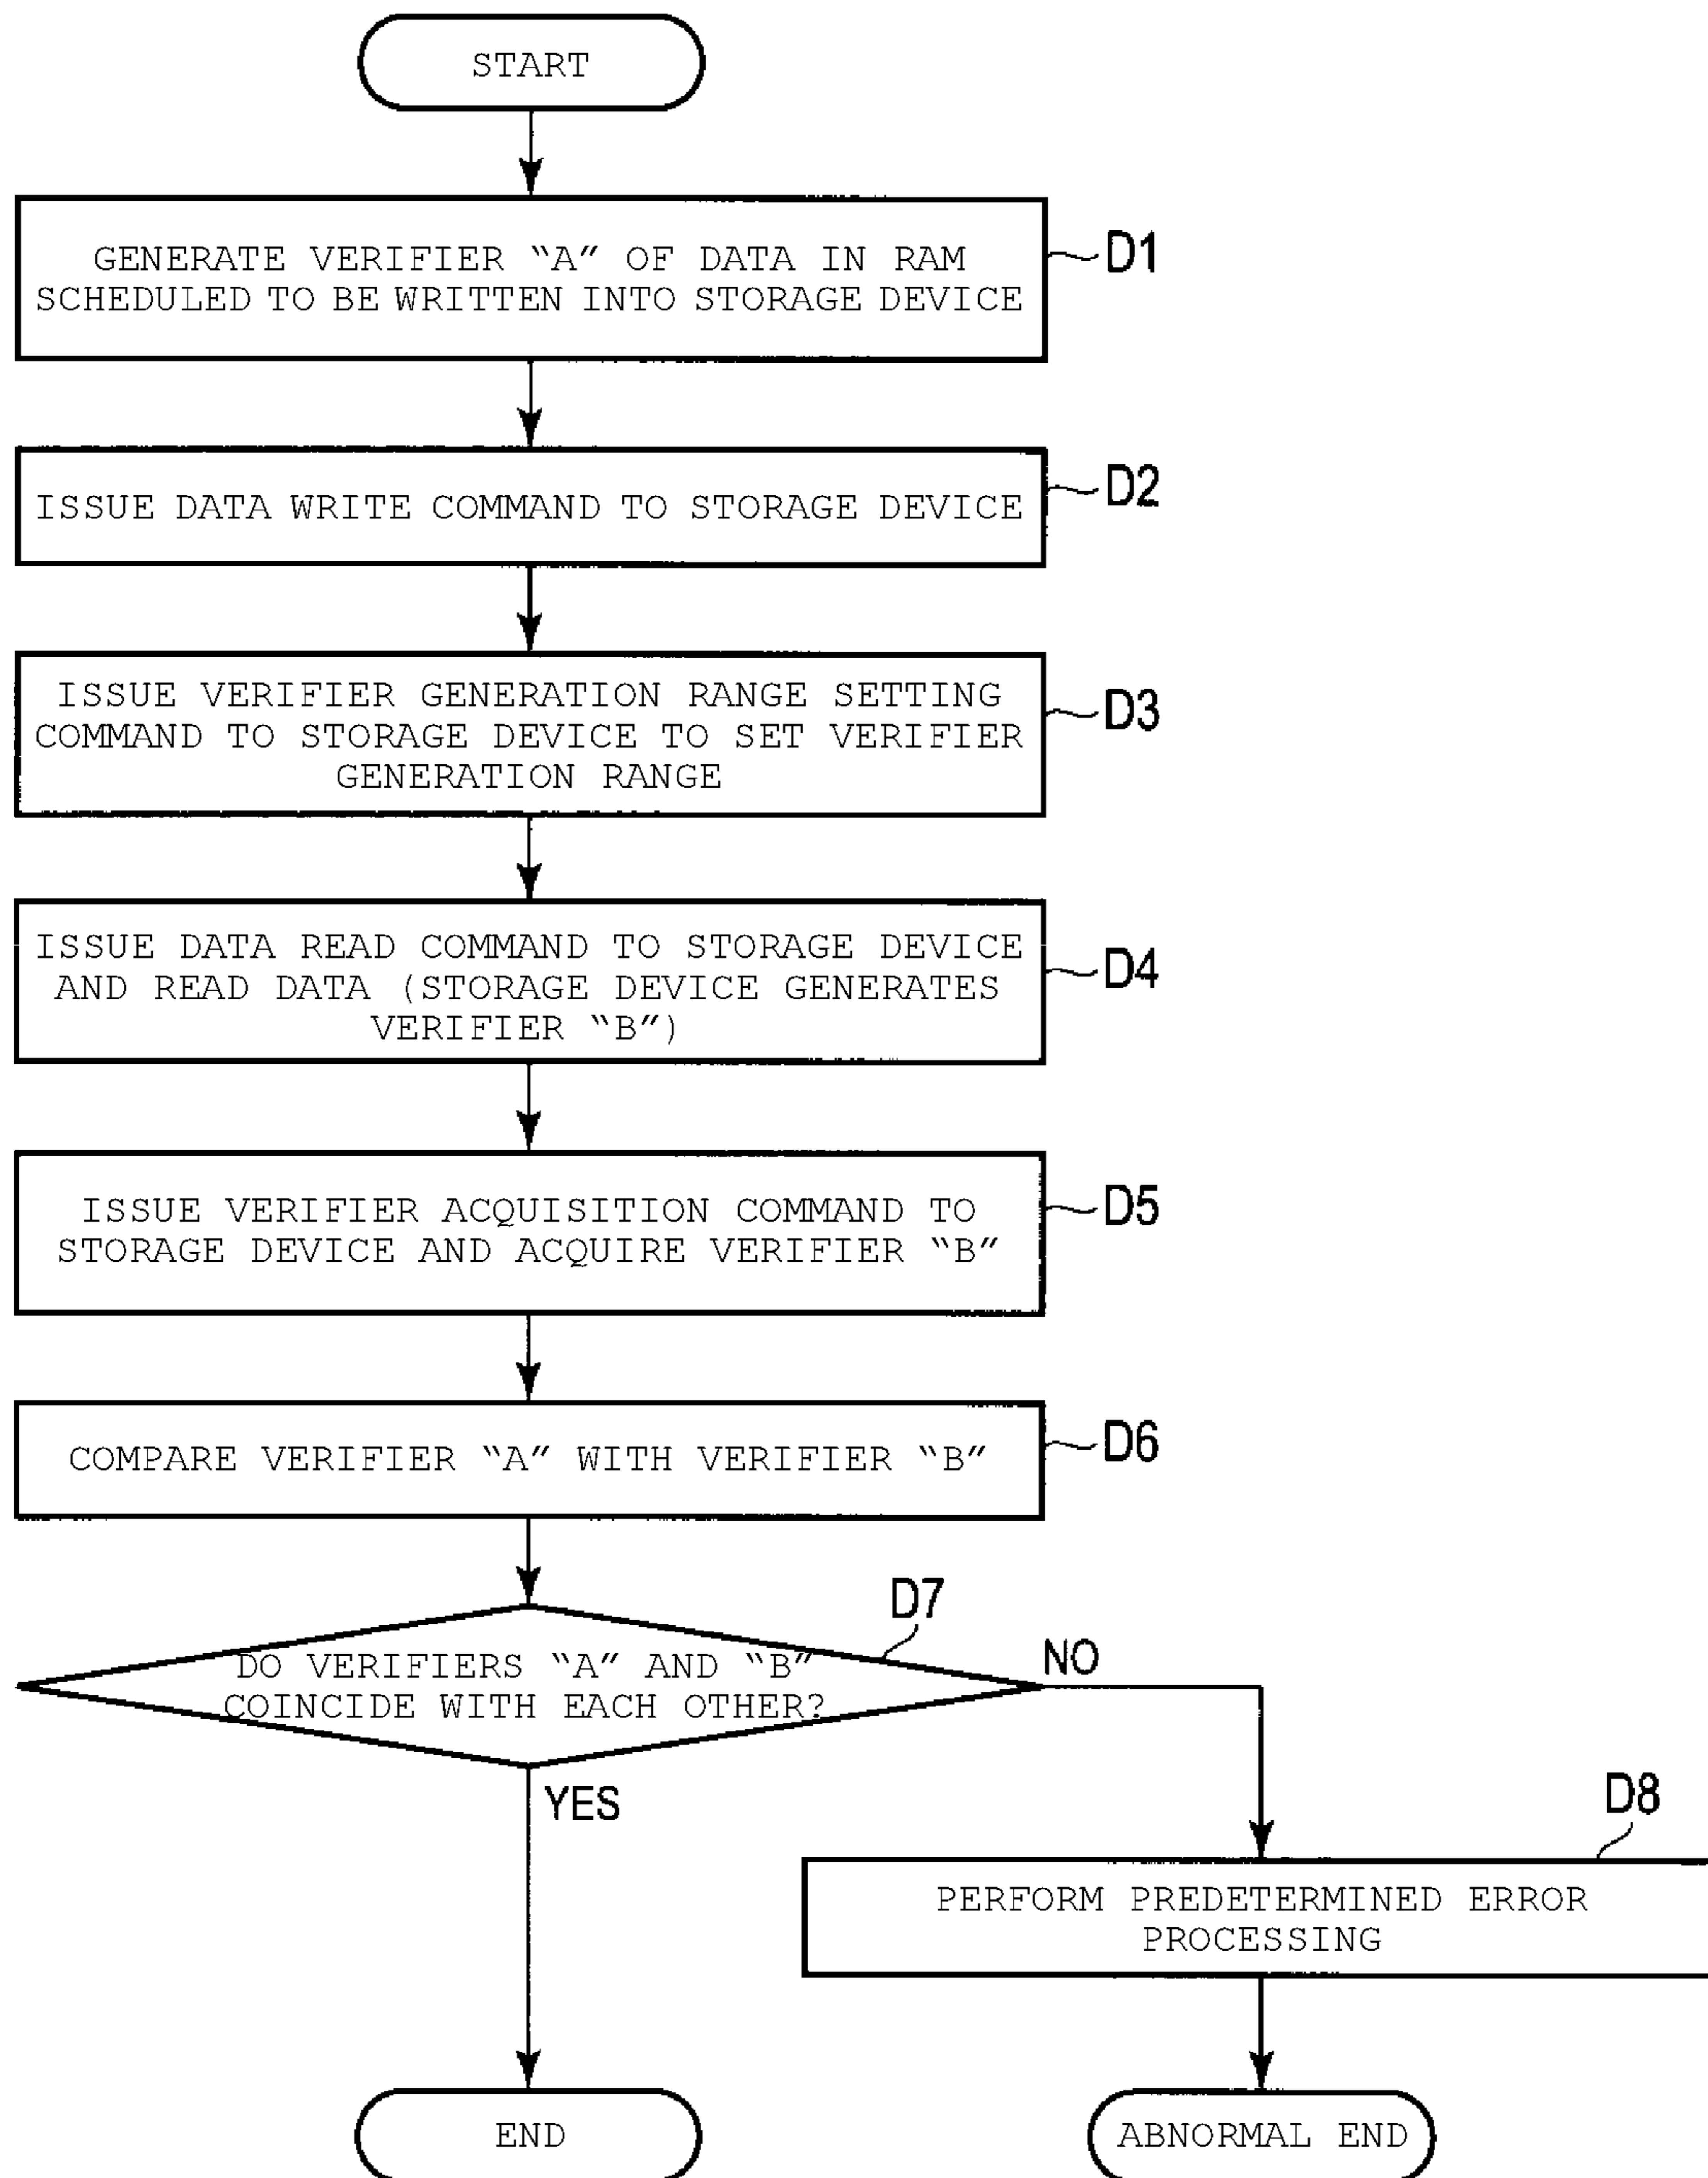 START
GENERATE VERIFIER “A” OF DATA IN RAM
SCHEDULED TO BE WRITTEN INTO STORAGE DEVICE
D1
ISSUE DATA WRITE COMMAND TO STORAGE DEVICE
D2
ISSUE VERIFIER GENERATION RANGE SETTING
COMMAND TO STORAGE DEVICE TO SET VERIFIER
GENERATION RANGE
D3
ISSUE DATA READ COMMAND TO STORAGE DEVICE
AND READ DATA (STORAGE DEVICE GENERATES
VERIFIER “B”)
D4
ISSUE VERIFIER ACQUISITION COMMAND TO
STORAGE DEVICE AND ACQUIRE VERIFIER “B”
D5
COMPARE VERIFIER “A” WITH VERIFIER “B”
D6
D7
DO VERIFIERS “A” AND “B”
COINCIDE WITH EACH OTHER?
NO
YES
D8
PERFORM PREDETERMINED ERROR
PROCESSING
END
ABNORMAL END